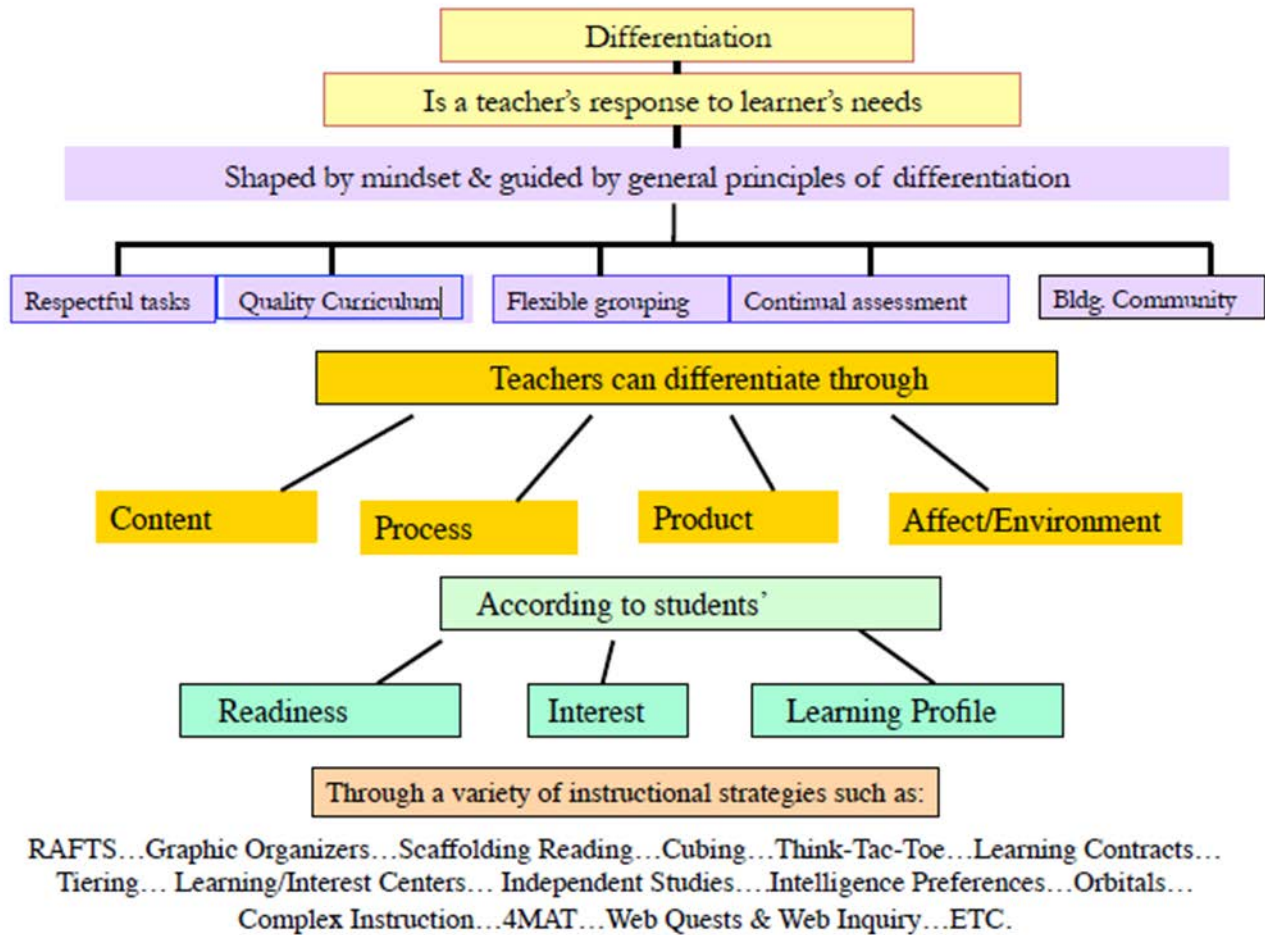 Differentiation
Is a teacher’s response to learner’s needs
Shaped by mindset & guided by general principles of differentiation
Respectful tasks
Quality Curriculum
Flexible grouping
Continual assessment
Bldg. Community
Teachers can differentiate through
Content
Process
Product
Affect/Environment
According to students’
Readiness
Interest
Learning Profile
Through a variety of instructional strategies such as:
RAFTS…Graphic Organizers…Scaffolding Reading…Cubing…Think-Tac-Toe…Learning Contracts…
Tiering… Learning/Interest Centers… Independent Studies….Intelligence Preferences…Orbitals…
Complex Instruction…4MAT…Web Quests & Web Inquiry…ETC.